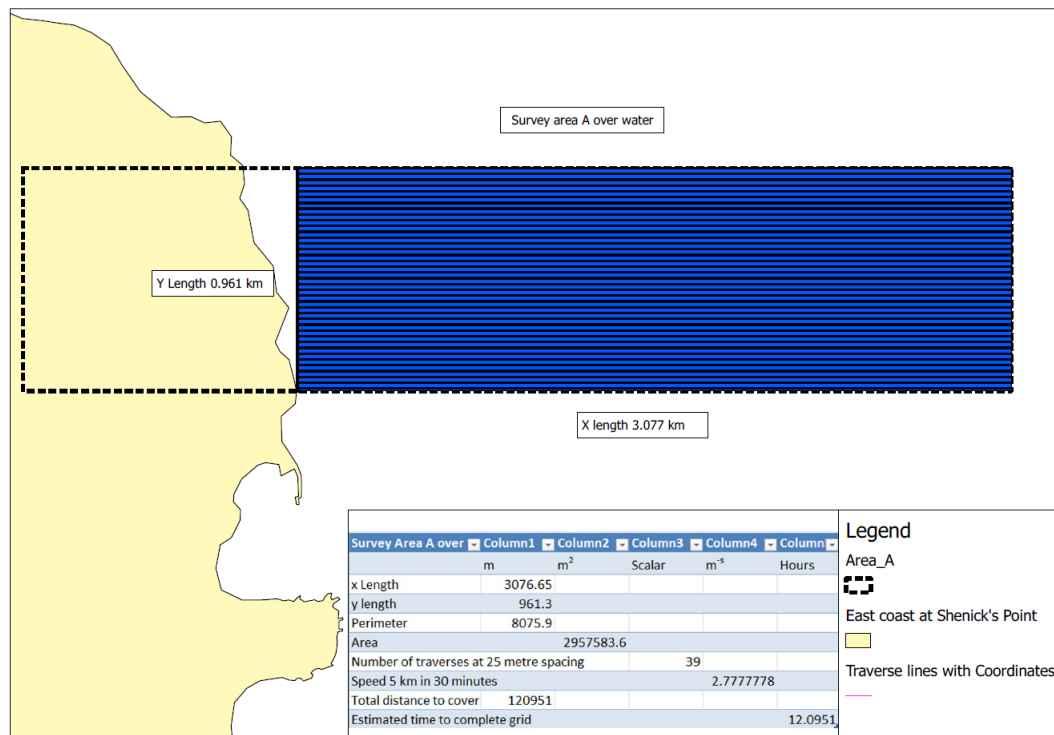 Survey area A over water
Y Length 0.961 km
X length 3.077 km
Survey Area A over Column1 Column2 Column3 Column4 Column
m m² Scalar m⁻ˢ Hours
x Length 3076.65
y length 961.3
Perimeter 8075.9
Area 2957583.6
Number of traverses at 25 metre spacing 39
Speed 5 km in 30 minutes 2.7777778
Total distance to cover 120951
Estimated time to complete grid 12.0951
Legend
Area_A
East coast at Shenick's Point
Traverse lines with Coordinates